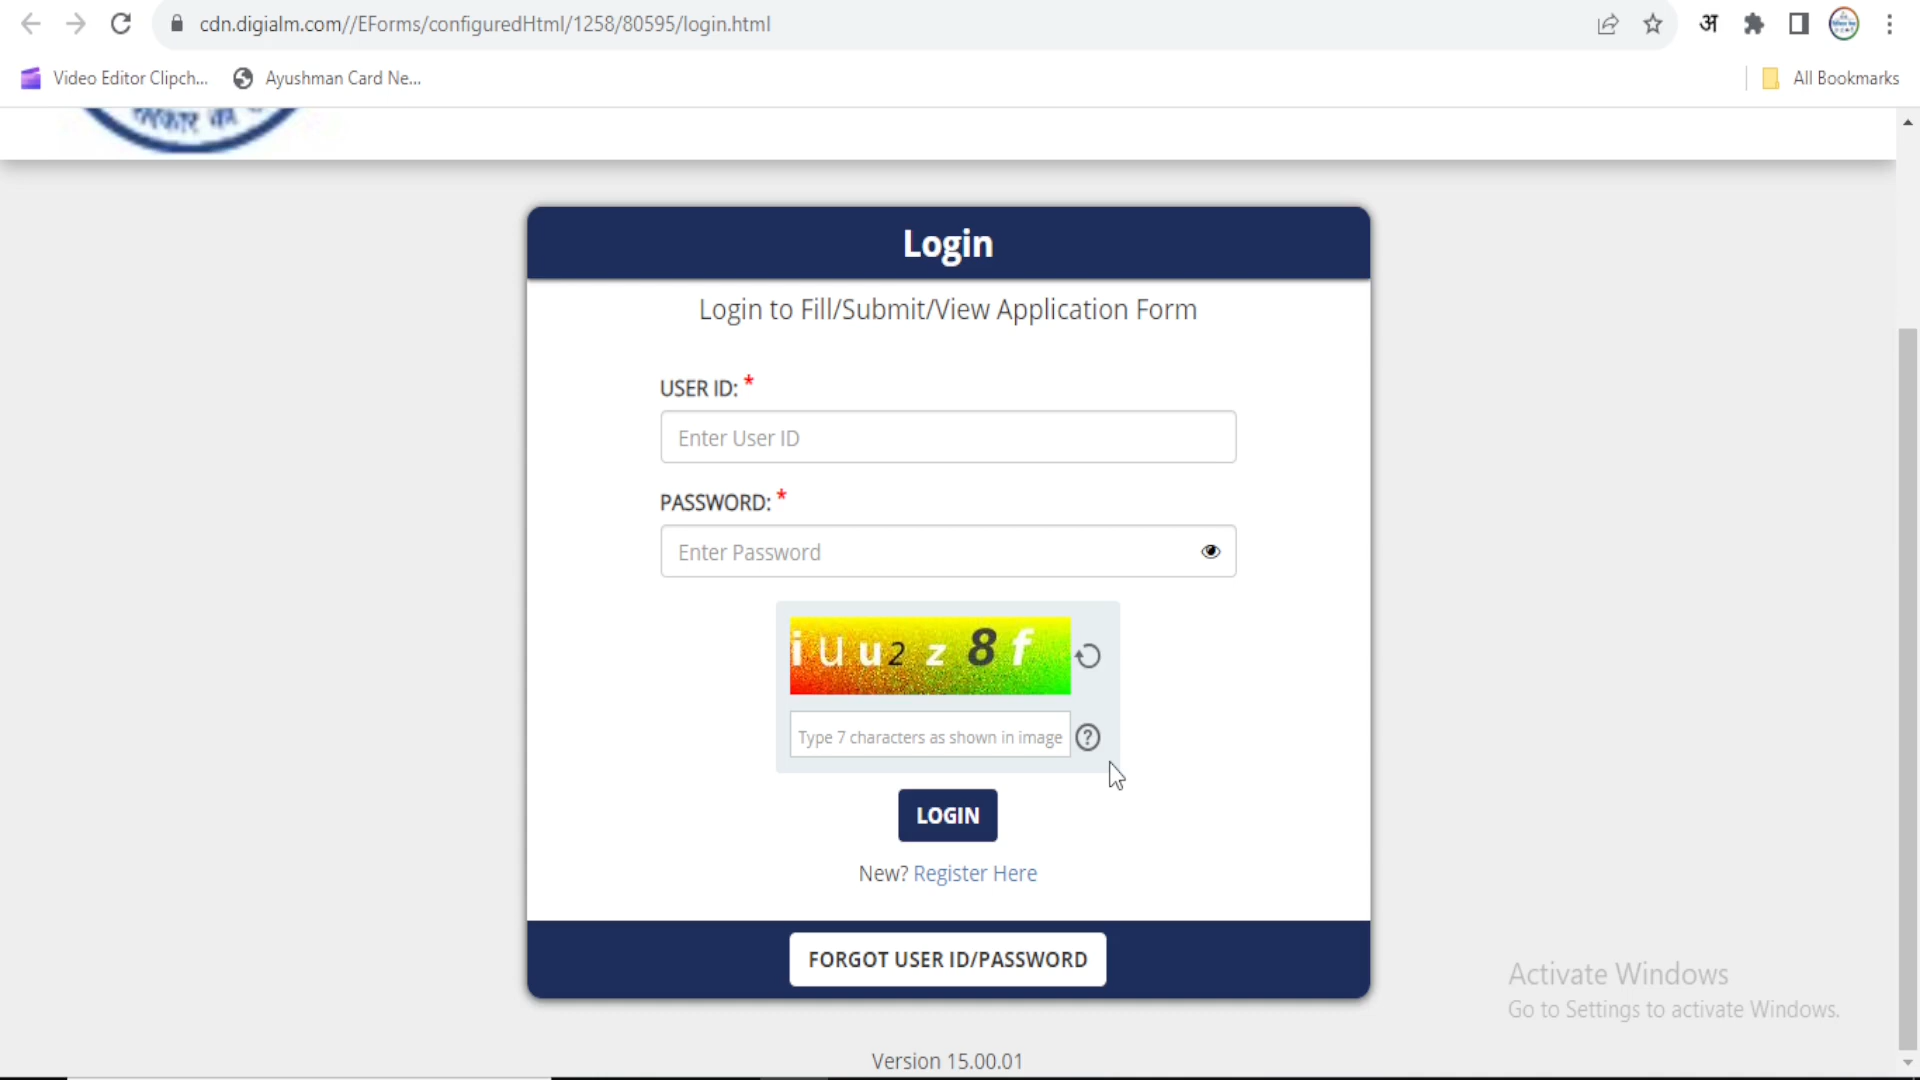 cdn.digialm.com//EForms/configuredHtml/1258/80595/login.html
अ
Video Editor Clipch...
Ayushman Card Ne...
All Bookmarks
Login
Login to Fill/Submit/View Application Form
USER ID: *
Enter User ID
PASSWORD: *
Enter Password
iUu2z8f
Type 7 characters as shown in image
LOGIN
New? Register Here
FORGOT USER ID/PASSWORD
Activate Windows
Go to Settings to activate Windows.
Version 15.00.01